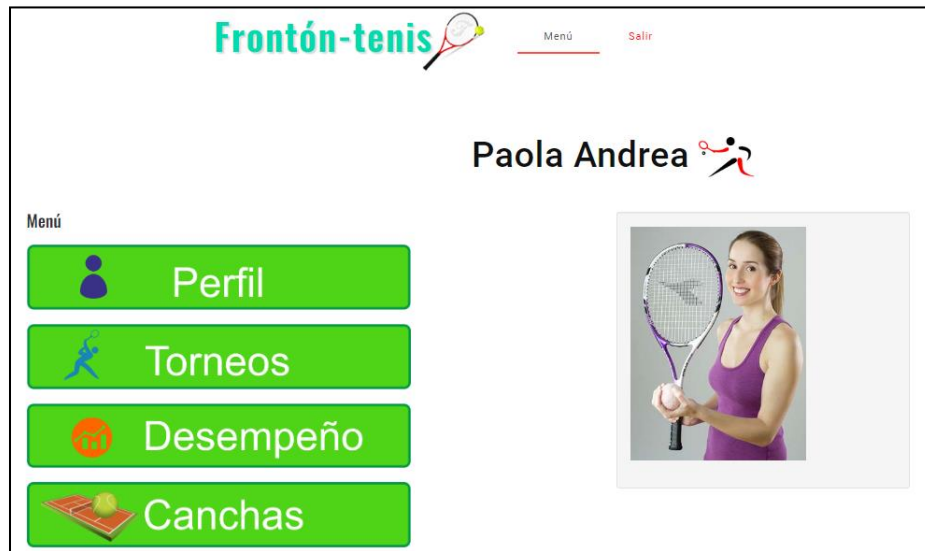 Frontón-tenis
Menú
Salir
Paola Andrea
Menú
Perfil
Torneos
Desempeño
Canchas